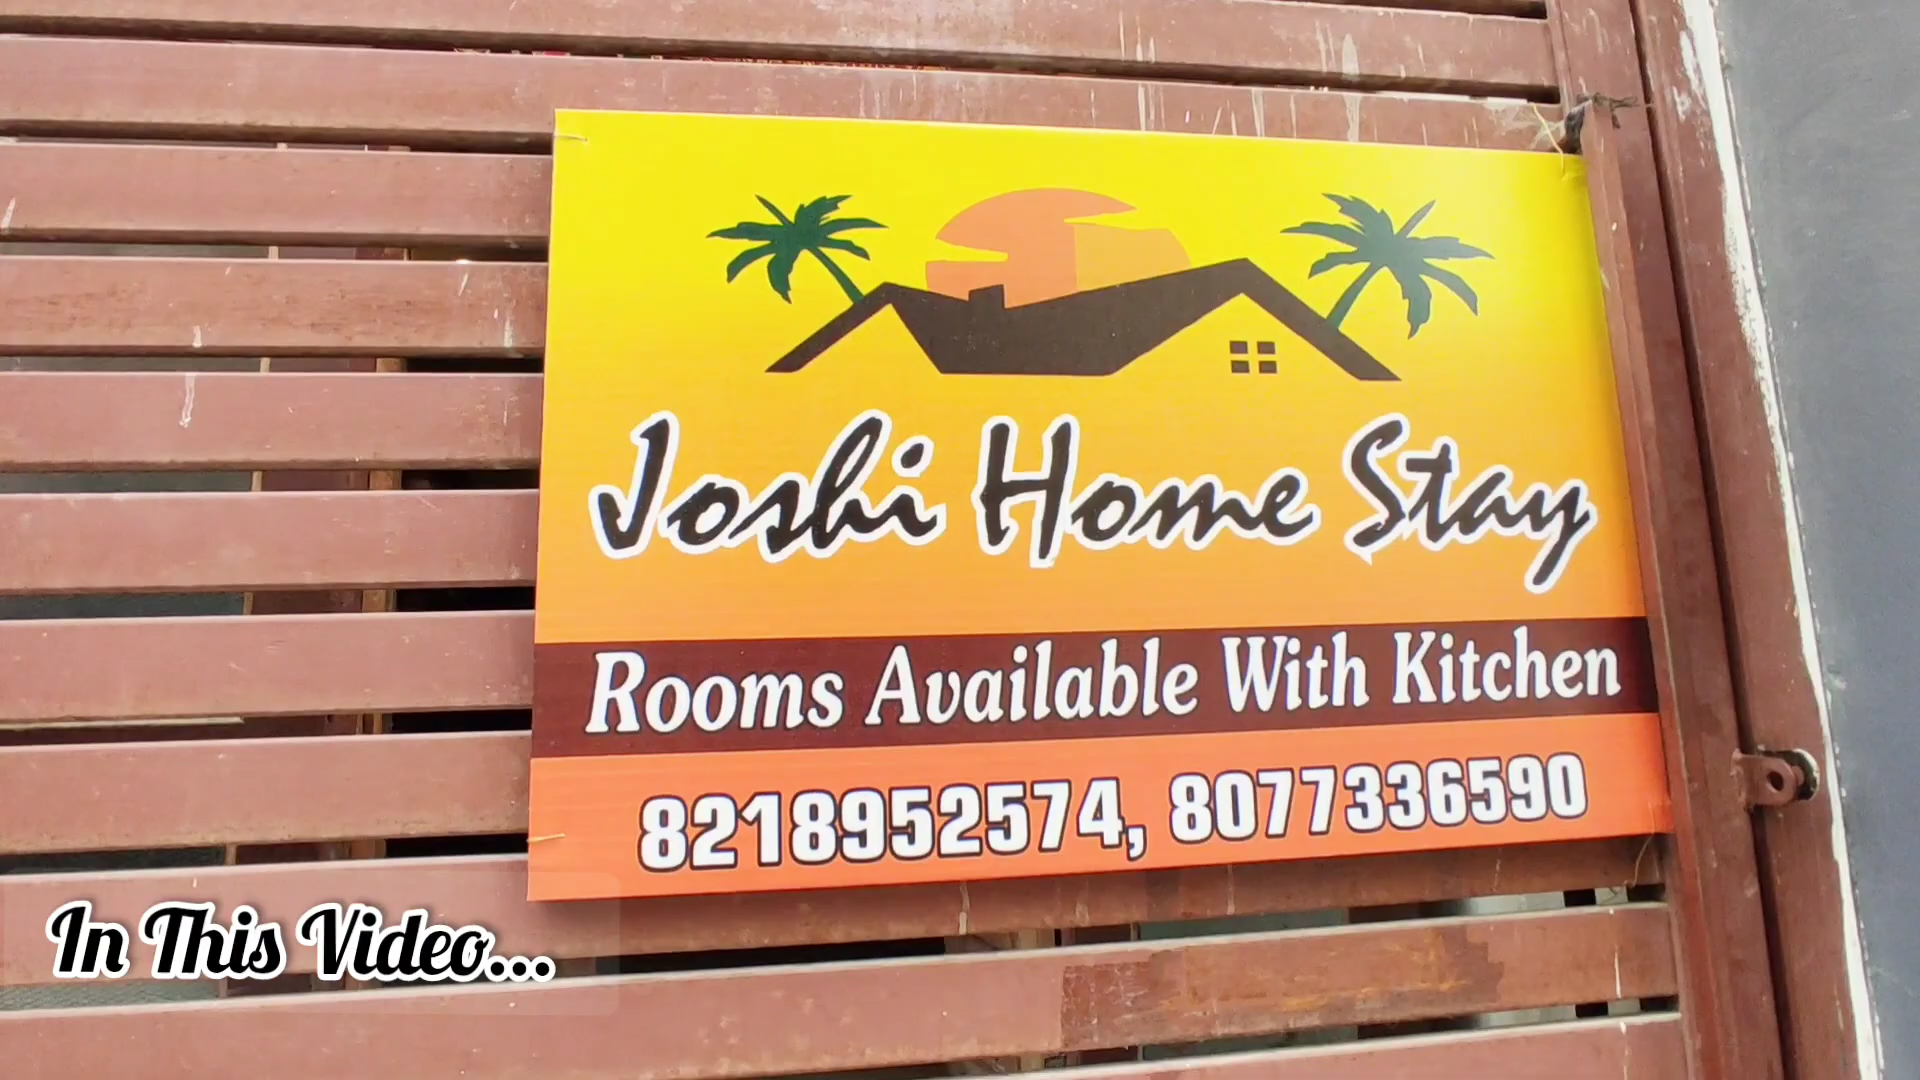 Joshi Home Stay
Rooms Available With Kitchen
8218952574, 8077336590
In This Video...